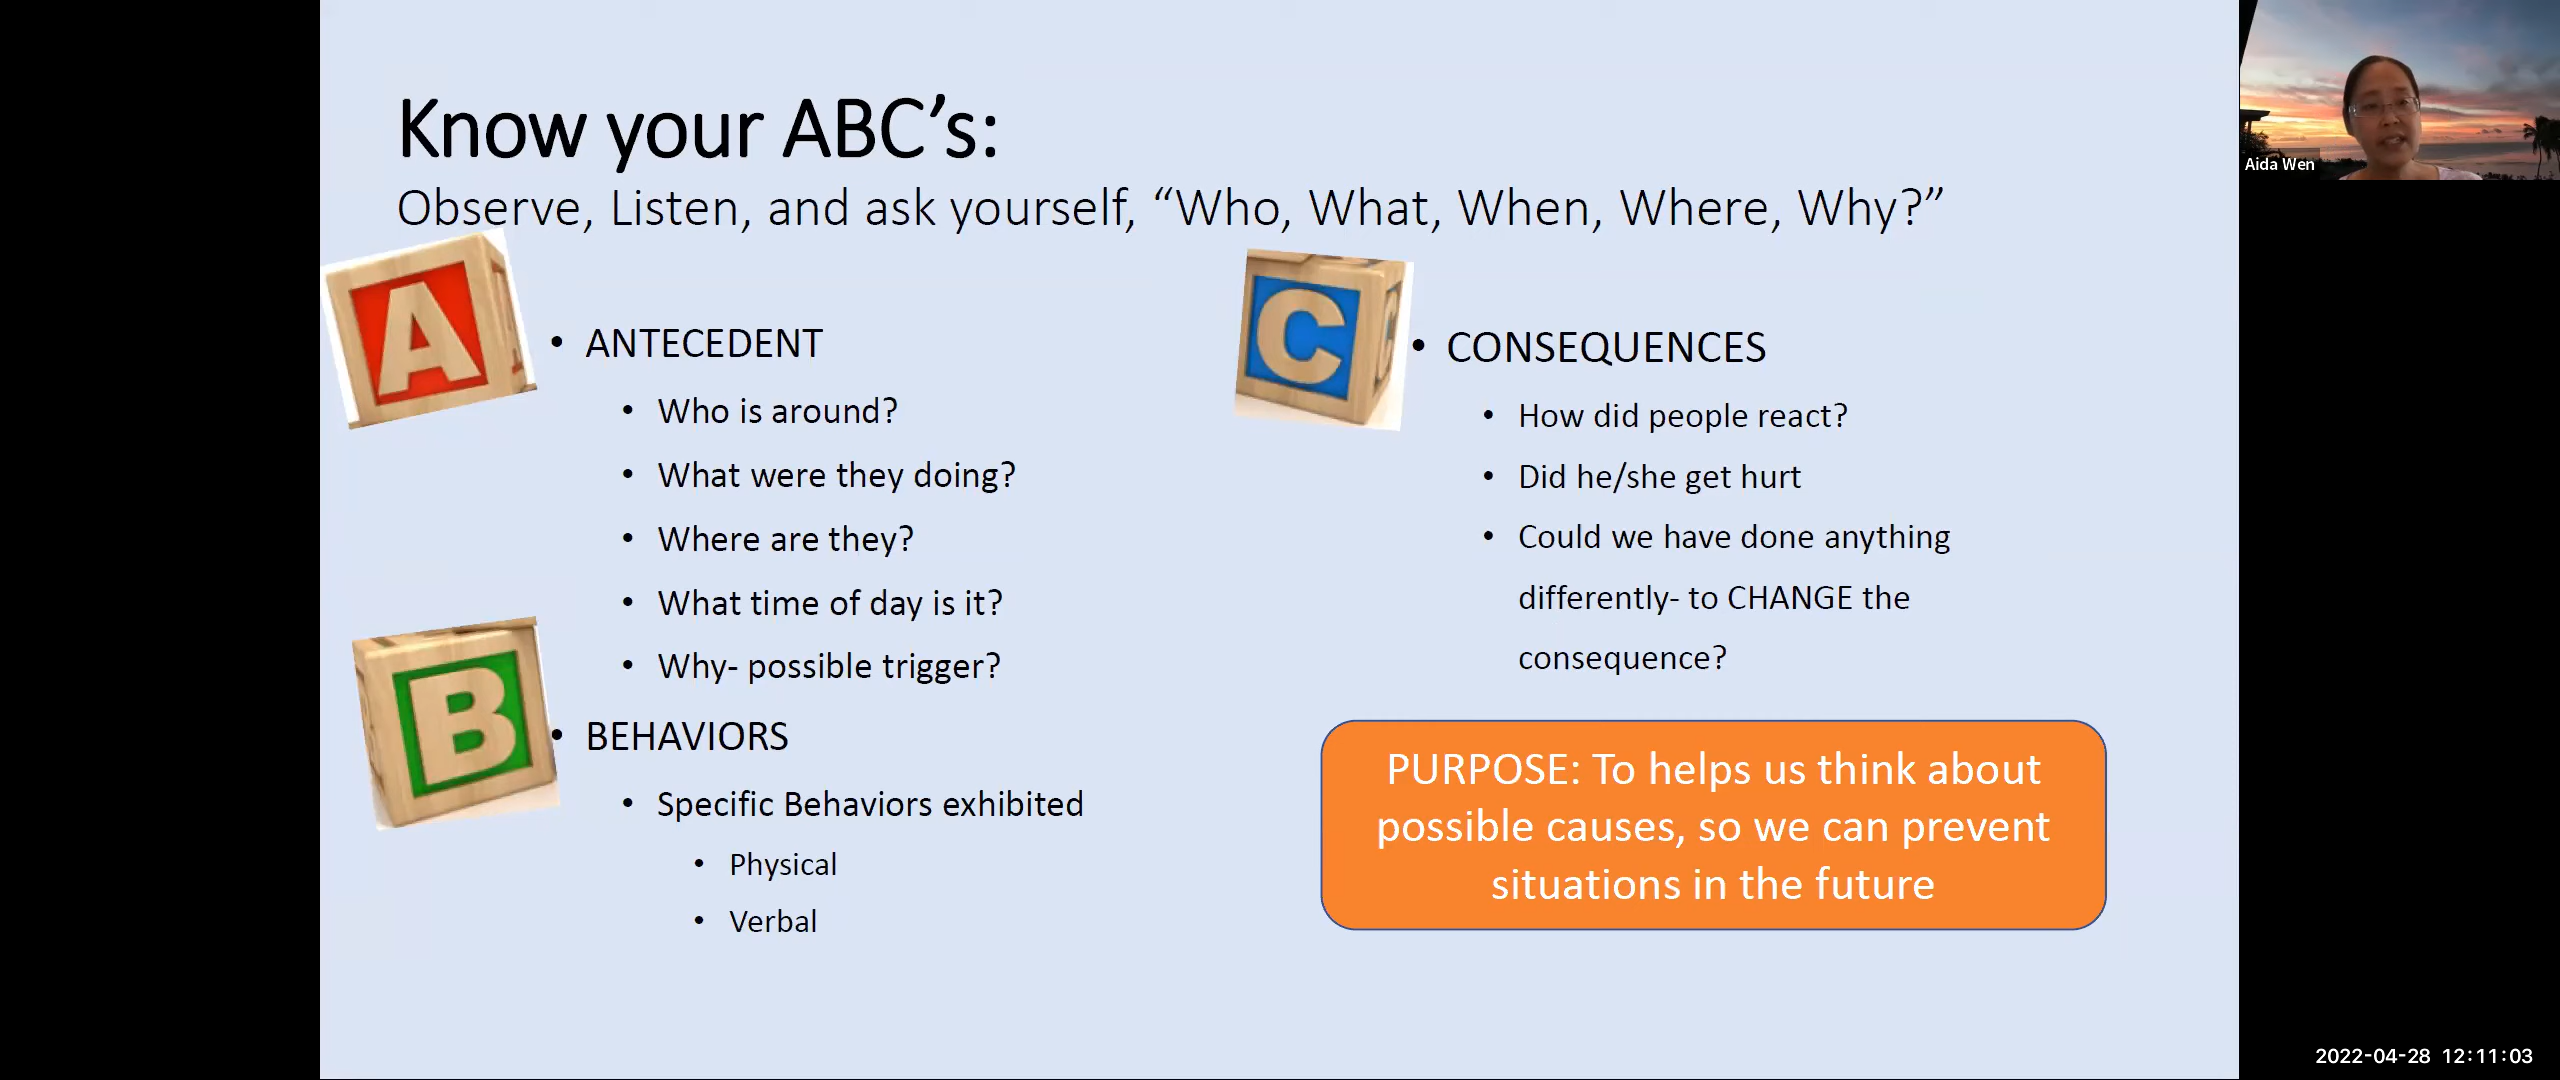 Know your ABC’s:
Observe, Listen, and ask yourself, “Who, What, When, Where, Why?”
A
• ANTECEDENT
• Who is around?
• What were they doing?
• Where are they?
• What time of day is it?
• Why- possible trigger?
B
• BEHAVIORS
• Specific Behaviors exhibited
• Physical
• Verbal
C
• CONSEQUENCES
• How did people react?
• Did he/she get hurt
• Could we have done anything
differently- to CHANGE the
consequence?
PURPOSE: To helps us think about
possible causes, so we can prevent
situations in the future
Aida Wen
2022-04-28 12:11:03